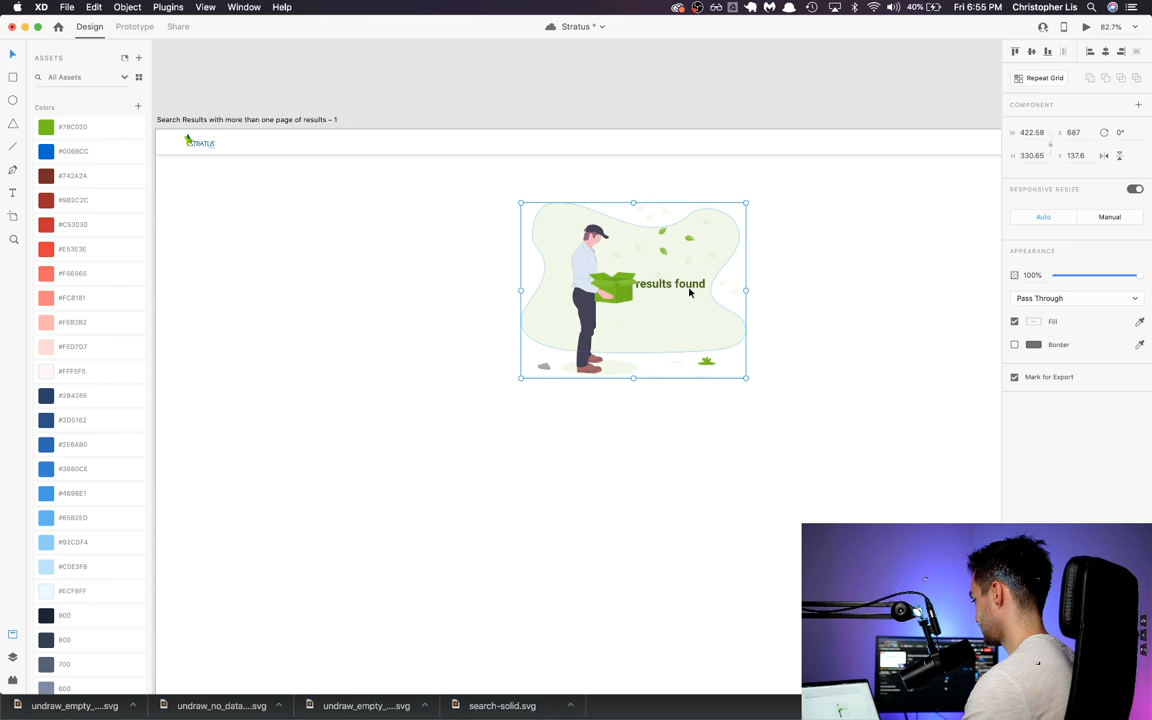 XD File Edit Object Plugins View Window Help
40% Fri 6:55 PM Christopher Lis
Design Prototype Share
Stratus *
82.7%
ASSETS
All Assets
Colors
#78C020
#006BCC
#742A2A
#9B2C2C
#C53030
#E53E3E
#F56565
#FC8181
#FEB2B2
#FED7D7
#FFF5F5
#284265
#2D5182
#2E6AB0
#3680CE
#4698E1
#65B2ED
#92CDF4
#C0E3F8
#ECF8FF
900
800
700
600
Search Results with more than one page of results – 1
STRATUS
results found
Repeat Grid
COMPONENT
W 422.58 X 687 0°
H 330.65 Y 137.6
RESPONSIVE RESIZE
Auto Manual
APPEARANCE
100%
Pass Through
Fill
Border
Mark for Export
undraw_empty_....svg undraw_no_data....svg undraw_empty_....svg search-solid.svg